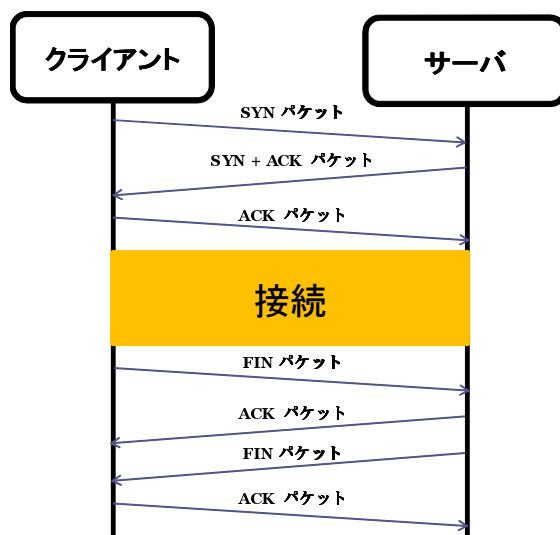 クライアント
サーバ
SYN パケット
SYN + ACK パケット
ACK パケット
接続
FIN パケット
ACK パケット
FIN パケット
ACK パケット